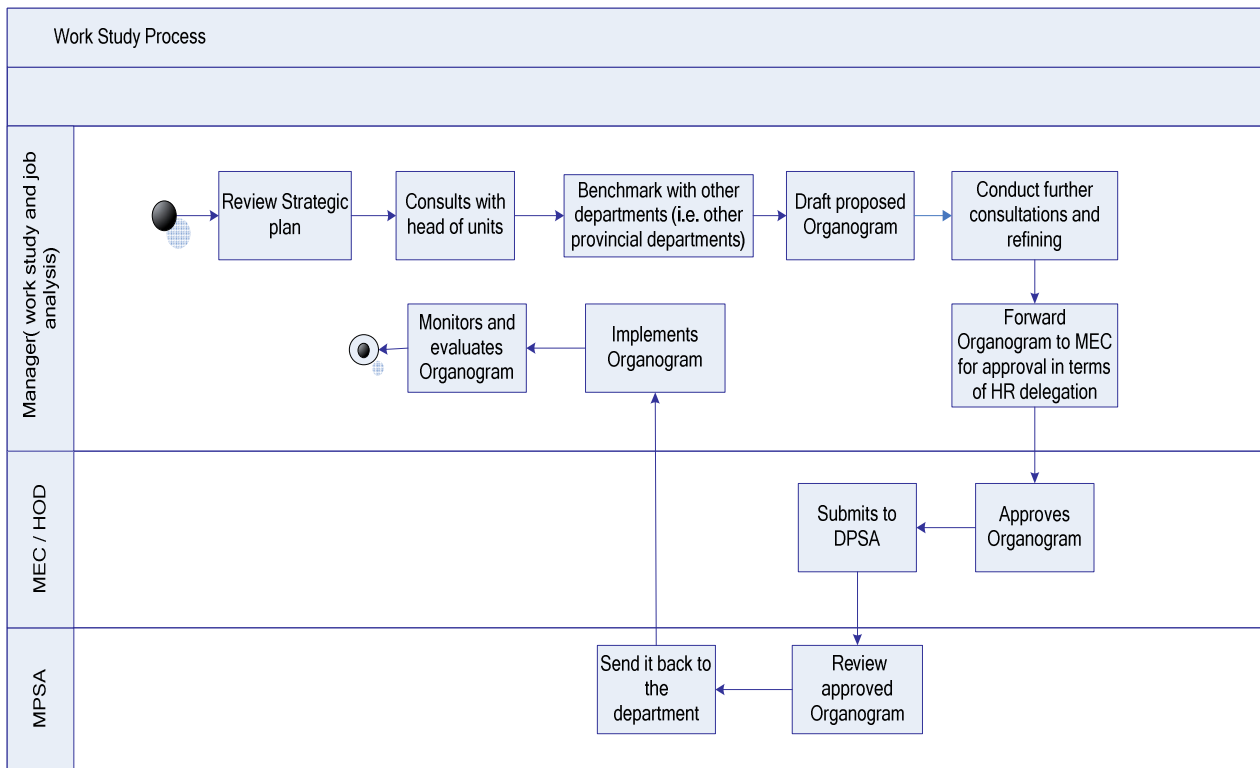 Work Study Process
Manager( work study and job
analysis)
Review Strategic
plan
Consults with
head of units
Benchmark with other
departments (i.e. other
provincial departments)
Draft proposed
Organogram
Conduct further
consultations and
refining
Monitors and
evaluates
Organogram
Implements
Organogram
Forward
Organogram to MEC
for approval in terms
of HR delegation
MEC / HOD
Submits to
DPSA
Approves
Organogram
MPSA
Send it back to
the
department
Review
approved
Organogram